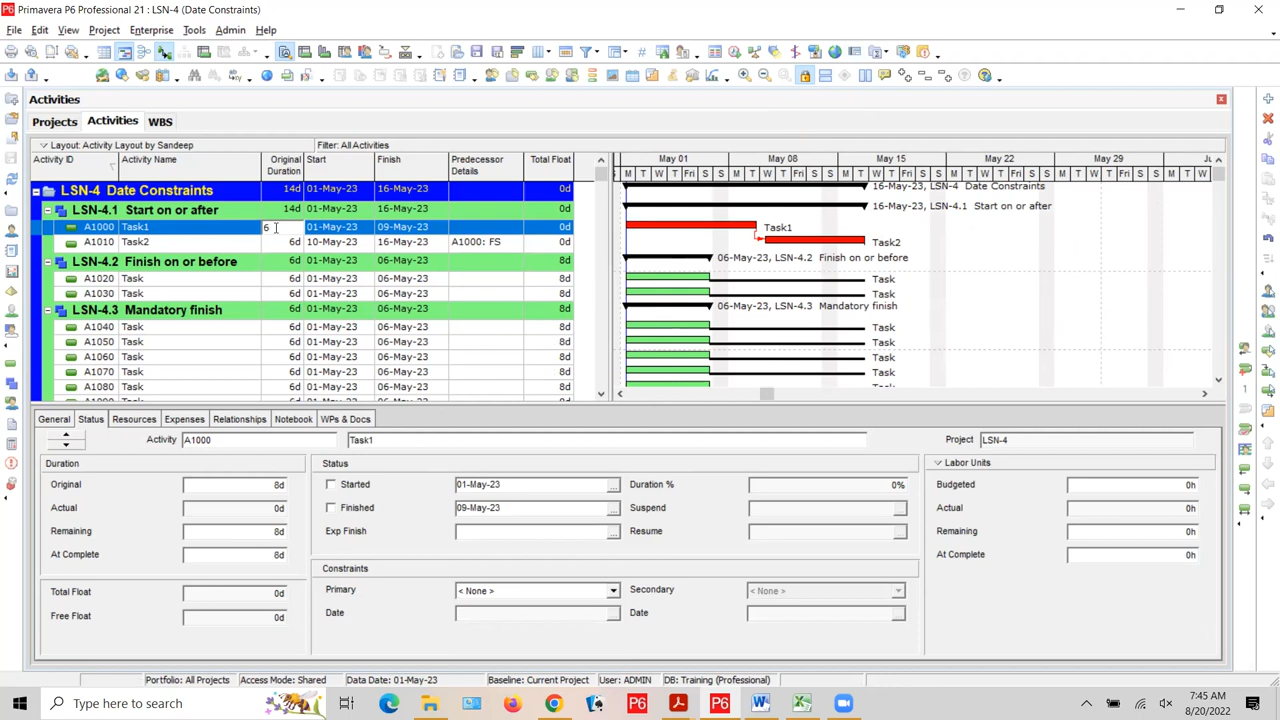 Primavera P6 Professional 21 : LSN-4 (Date Constraints)
File Edit View Project Enterprise Tools Admin Help
Activities
Projects Activities WBS
Layout: Activity Layout by Sandeep Filter: All Activities
Activity ID Activity Name Original Duration Start Finish Predecessor Details Total Float
May 01 May 08 May 15 May 22 May 29 Ju
M T W T Fri S S M T W T Fri S S M T W T Fri S S M T W T Fri S S M T W T Fri S S M T W
LSN-4 Date Constraints 14d 01-May-23 16-May-23 0d 16-May-23, LSN-4 Date Constraints
LSN-4.1 Start on or after 14d 01-May-23 16-May-23 0d 16-May-23, LSN-4.1 Start on or after
A1000 Task1 6 01-May-23 09-May-23 0d Task1
A1010 Task2 6d 10-May-23 16-May-23 A1000: FS 0d Task2
LSN-4.2 Finish on or before 6d 01-May-23 06-May-23 8d 06-May-23, LSN-4.2 Finish on or before
A1020 Task 6d 01-May-23 06-May-23 8d Task
A1030 Task 6d 01-May-23 06-May-23 8d Task
LSN-4.3 Mandatory finish 6d 01-May-23 06-May-23 8d 06-May-23, LSN-4.3 Mandatory finish
A1040 Task 6d 01-May-23 06-May-23 8d Task
A1050 Task 6d 01-May-23 06-May-23 8d Task
A1060 Task 6d 01-May-23 06-May-23 8d Task
A1070 Task 6d 01-May-23 06-May-23 8d Task
A1080 Task 6d 01-May-23 06-May-23 8d Task
General Status Resources Expenses Relationships Notebook WPs & Docs
Activity A1000 Task1 Project LSN-4
Duration Status Labor Units
Original 8d Started 01-May-23 Duration % 0% Budgeted 0h
Actual 0d Finished 09-May-23 Suspend Actual 0h
Remaining 8d Exp Finish Resume Remaining 0h
At Complete 8d At Complete 0h
Constraints
Total Float 0d Primary < None > Secondary < None >
Free Float 0d Date Date
Portfolio: All Projects Access Mode: Shared Data Date: 01-May-23 Baseline: Current Project User: ADMIN DB: Training (Professional)
Type here to search
7:45 AM
8/20/2022